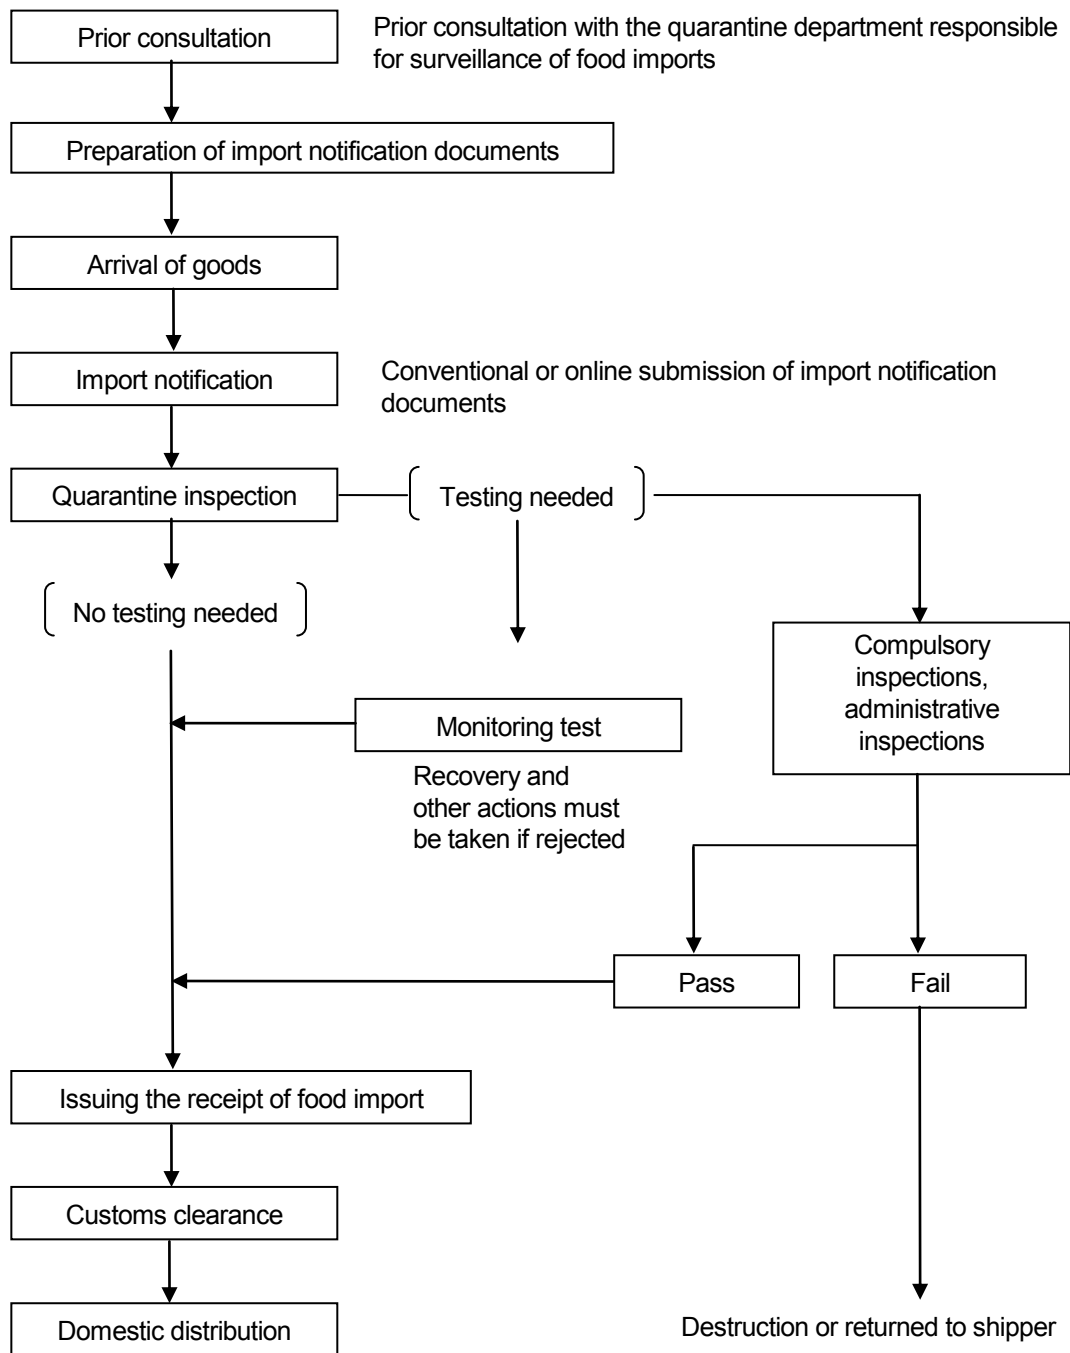 Prior consultation
Prior consultation with the quarantine department responsible
for surveillance of food imports
Preparation of import notification documents
Arrival of goods
Import notification
Conventional or online submission of import notification
documents
Quarantine inspection
Testing needed
No testing needed
Compulsory
inspections,
administrative
inspections
Monitoring test
Recovery and
other actions must
be taken if rejected
Pass
Fail
Issuing the receipt of food import
Customs clearance
Domestic distribution
Destruction or returned to shipper